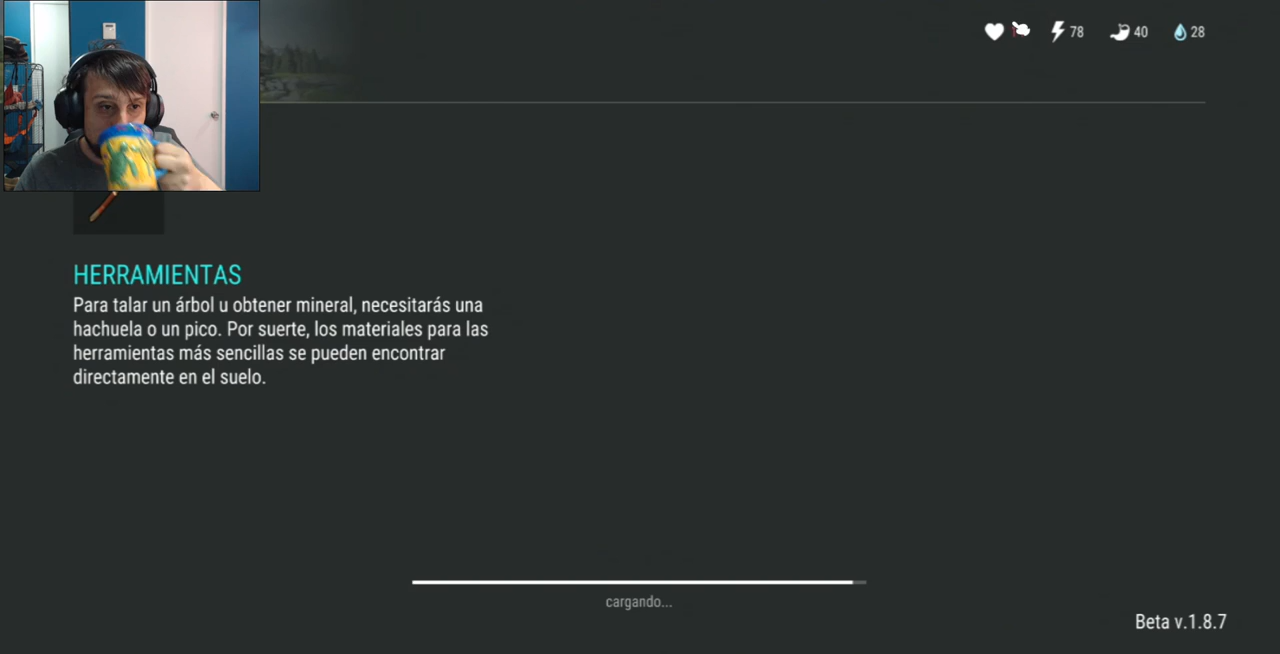 78 40 28
HERRAMIENTAS
Para talar un árbol u obtener mineral, necesitarás una
hachuela o un pico. Por suerte, los materiales para las
herramientas más sencillas se pueden encontrar
directamente en el suelo.
cargando...
Beta v.1.8.7